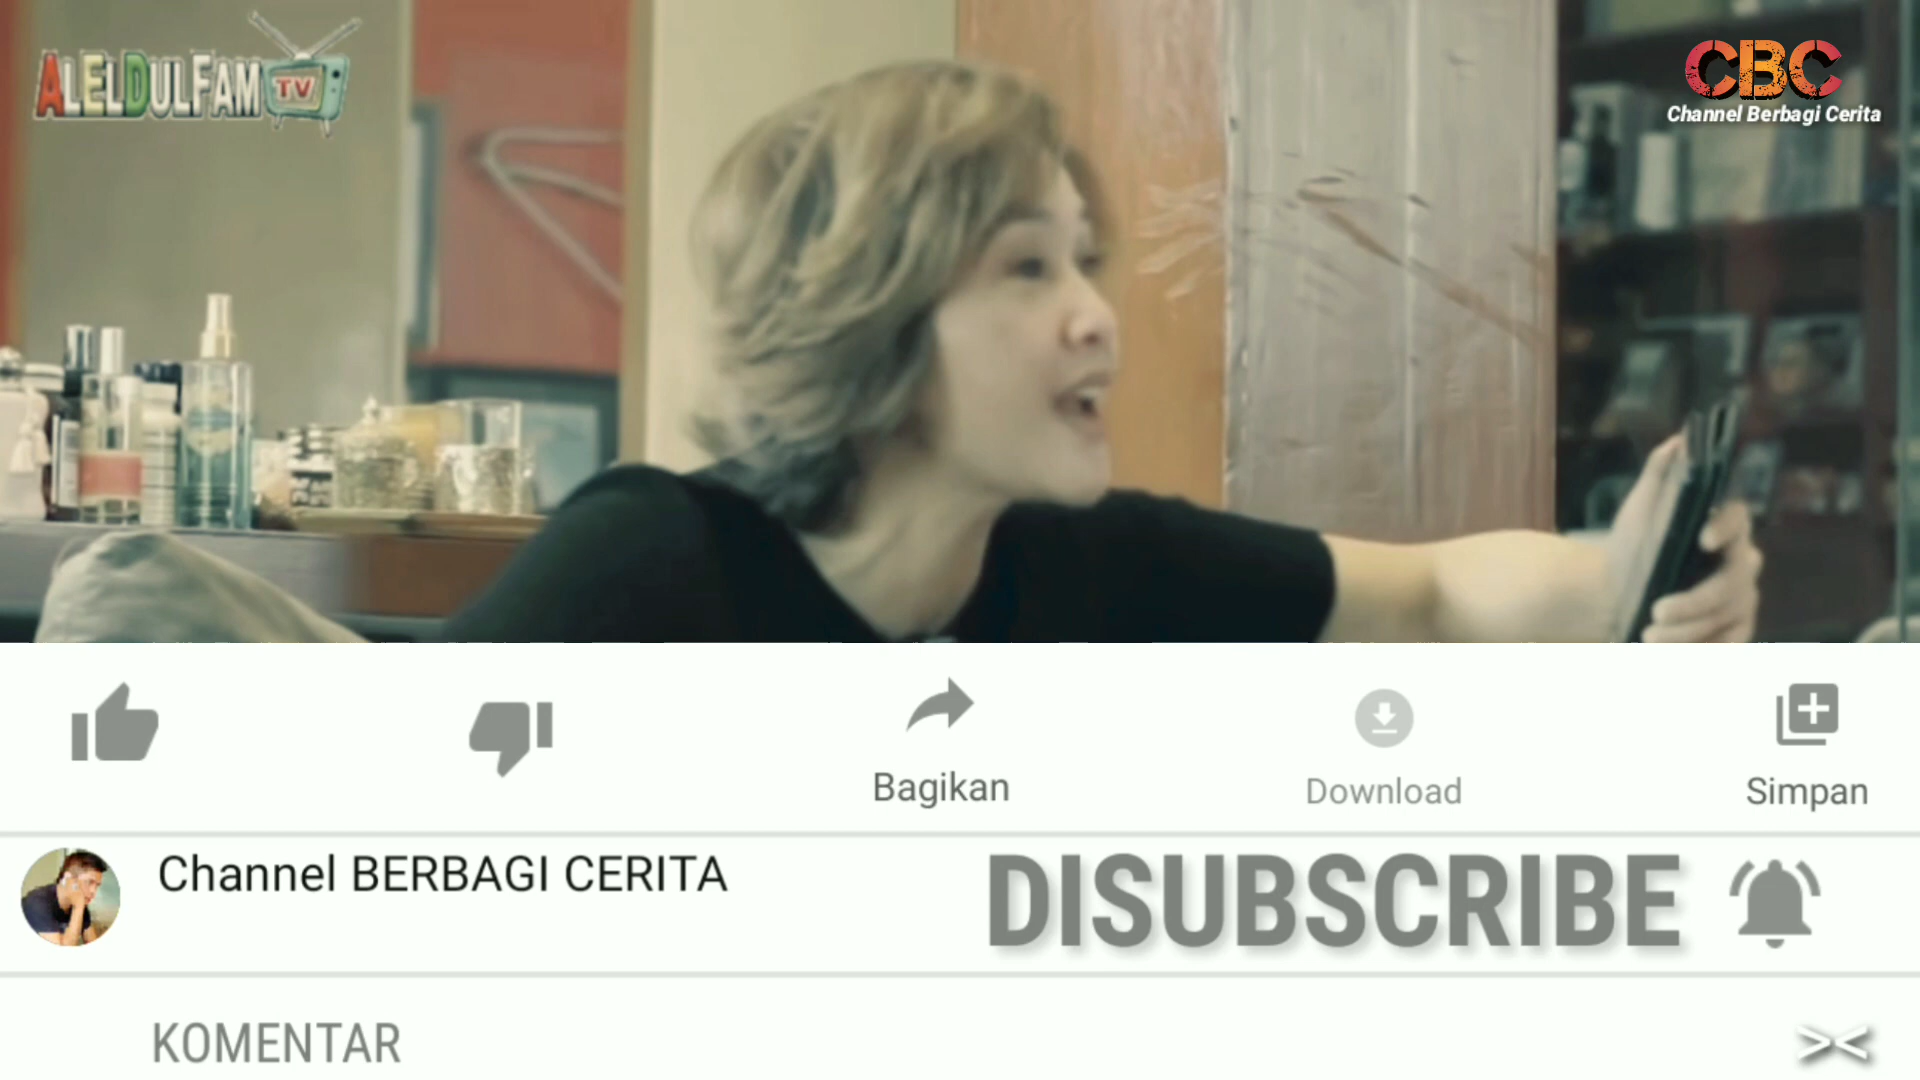 ALELDULFAM TV
CBC
Channel Berbagi Cerita
Bagikan
Download
Simpan
Channel BERBAGI CERITA
DISUBSCRIBE
KOMENTAR